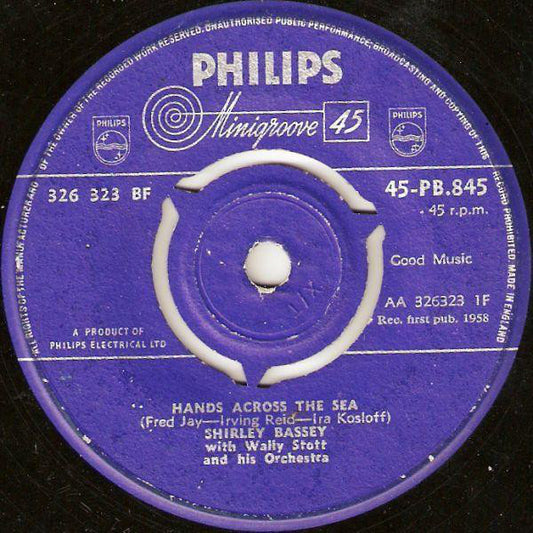 ALL RIGHTS OF THE MANUFACTURER AND OF THE OWNER OF THE RECORDED WORK RESERVED. UNAUTHORISED PUBLIC PERFORMANCE, BROADCASTING AND COPYING OF THIS RECORD PROHIBITED. MADE IN ENGLAND
PHILIPS
PHILIPS
Minigroove 45
PHILIPS
326 323 BF
45-PB.845
45 r.p.m.
Good Music
AA 326323 1F
Rec. first pub. 1958
A PRODUCT OF
PHILIPS ELECTRICAL LTD
HANDS ACROSS THE SEA
(Fred Jay—Irving Reid—Ira Kosloff)
SHIRLEY BASSEY
with Wally Stott
and his Orchestra